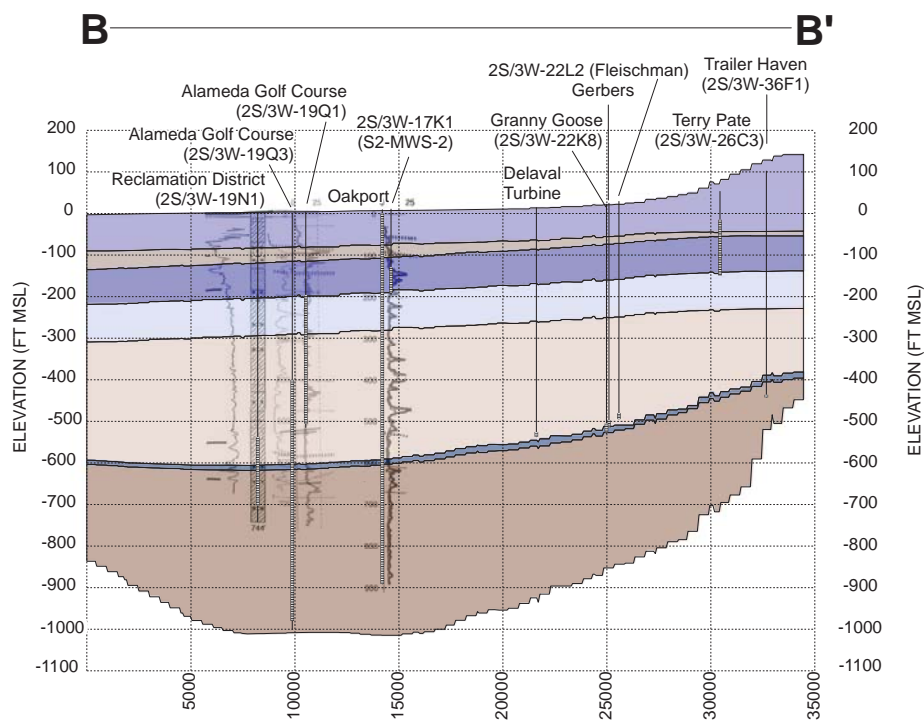 B
B'
Trailer Haven
(2S/3W-36F1)
2S/3W-22L2 (Fleischman)
Gerbers
Alameda Golf Course
(2S/3W-19Q1)
2S/3W-17K1
(S2-MWS-2)
Granny Goose
(2S/3W-22K8)
Terry Pate
(2S/3W-26C3)
Alameda Golf Course
(2S/3W-19Q3)
Reclamation District
(2S/3W-19N1)
Oakport
Delaval
Turbine
ELEVATION (FT MSL)
200
100
0
-100
-200
-300
-400
-500
-600
-700
-800
-900
-1000
-1100
25
744
900
200
100
0
-100
-200
-300
-400
-500
-600
-700
-800
-900
-1000
-1100
ELEVATION (FT MSL)
5000
10000
15000
20000
25000
30000
35000